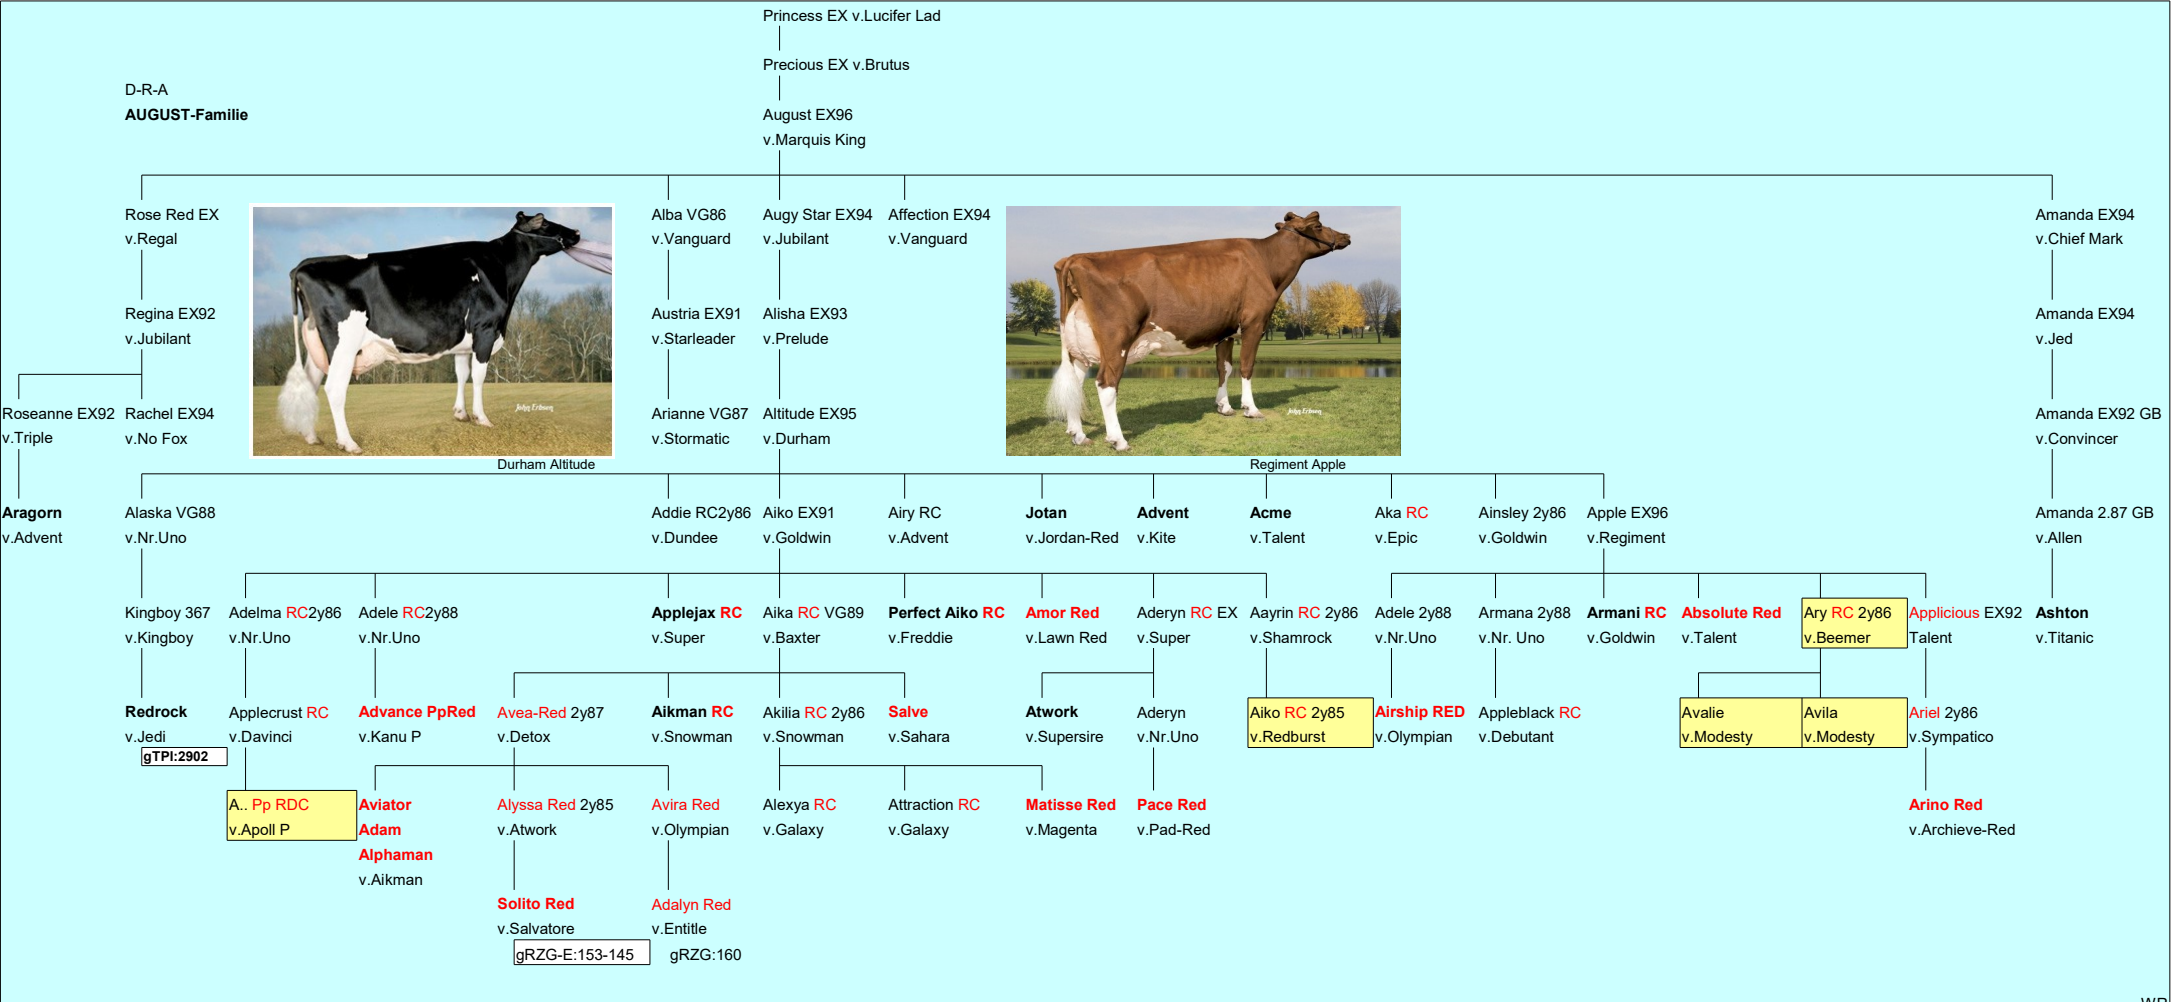 Princess EX v.Lucifer Lad
Precious EX v.Brutus
D-R-A
AUGUST-Familie
August EX96
v.Marquis King
Rose Red EX
v.Regal
Alba VG86
v.Vanguard
Augy Star EX94
v.Jubilant
Affection EX94
v.Vanguard
Amanda EX94
v.Chief Mark
Regina EX92
v.Jubilant
Austria EX91
v.Starleader
Alisha EX93
v.Prelude
Amanda EX94
v.Jed
Roseanne EX92
v.Triple
Rachel EX94
v.No Fox
John Erbsen
Durham Altitude
Arianne VG87
v.Stormatic
Altitude EX95
v.Durham
John Erbsen
Regiment Apple
Amanda EX92 GB
v.Convincer
Aragorn
v.Advent
Alaska VG88
v.Nr.Uno
Addie RC2y86
v.Dundee
Aiko EX91
v.Goldwin
Airy RC
v.Advent
Jotan
v.Jordan-Red
Advent
v.Kite
Acme
v.Talent
Aka RC
v.Epic
Ainsley 2y86
v.Goldwin
Apple EX96
v.Regiment
Amanda 2.87 GB
v.Allen
Kingboy 367
v.Kingboy
Adelma RC2y86
v.Nr.Uno
Adele RC2y88
v.Nr.Uno
Applejax RC
v.Super
Aika RC VG89
v.Baxter
Perfect Aiko RC
v.Freddie
Amor Red
v.Lawn Red
Aderyn RC EX
v.Super
Aayrin RC 2y86
v.Shamrock
Adele 2y88
v.Nr.Uno
Armana 2y88
v.Nr. Uno
Armani RC
v.Goldwin
Absolute Red
v.Talent
Ary RC 2y86
v.Beemer
Applicious EX92
Talent
Ashton
v.Titanic
Redrock
v.Jedi
gTPI:2902
Applecrust RC
v.Davinci
Advance PpRed
v.Kanu P
Avea-Red 2y87
v.Detox
Aikman RC
v.Snowman
Akilia RC 2y86
v.Snowman
Salve
v.Sahara
Atwork
v.Supersire
Aderyn
v.Nr.Uno
Aiko RC 2y85
v.Redburst
Airship RED
v.Olympian
Appleblack RC
v.Debutant
Avalie
v.Modesty
Avila
v.Modesty
Ariel 2y86
v.Sympatico
A.. Pp RDC
v.Apoll P
Aviator
Adam
Alphaman
v.Aikman
Alyssa Red 2y85
v.Atwork
Avira Red
v.Olympian
Alexya RC
v.Galaxy
Attraction RC
v.Galaxy
Matisse Red
v.Magenta
Pace Red
v.Pad-Red
Arino Red
v.Archieve-Red
Solito Red
v.Salvatore
gRZG-E:153-145
Adalyn Red
v.Entitle
gRZG:160